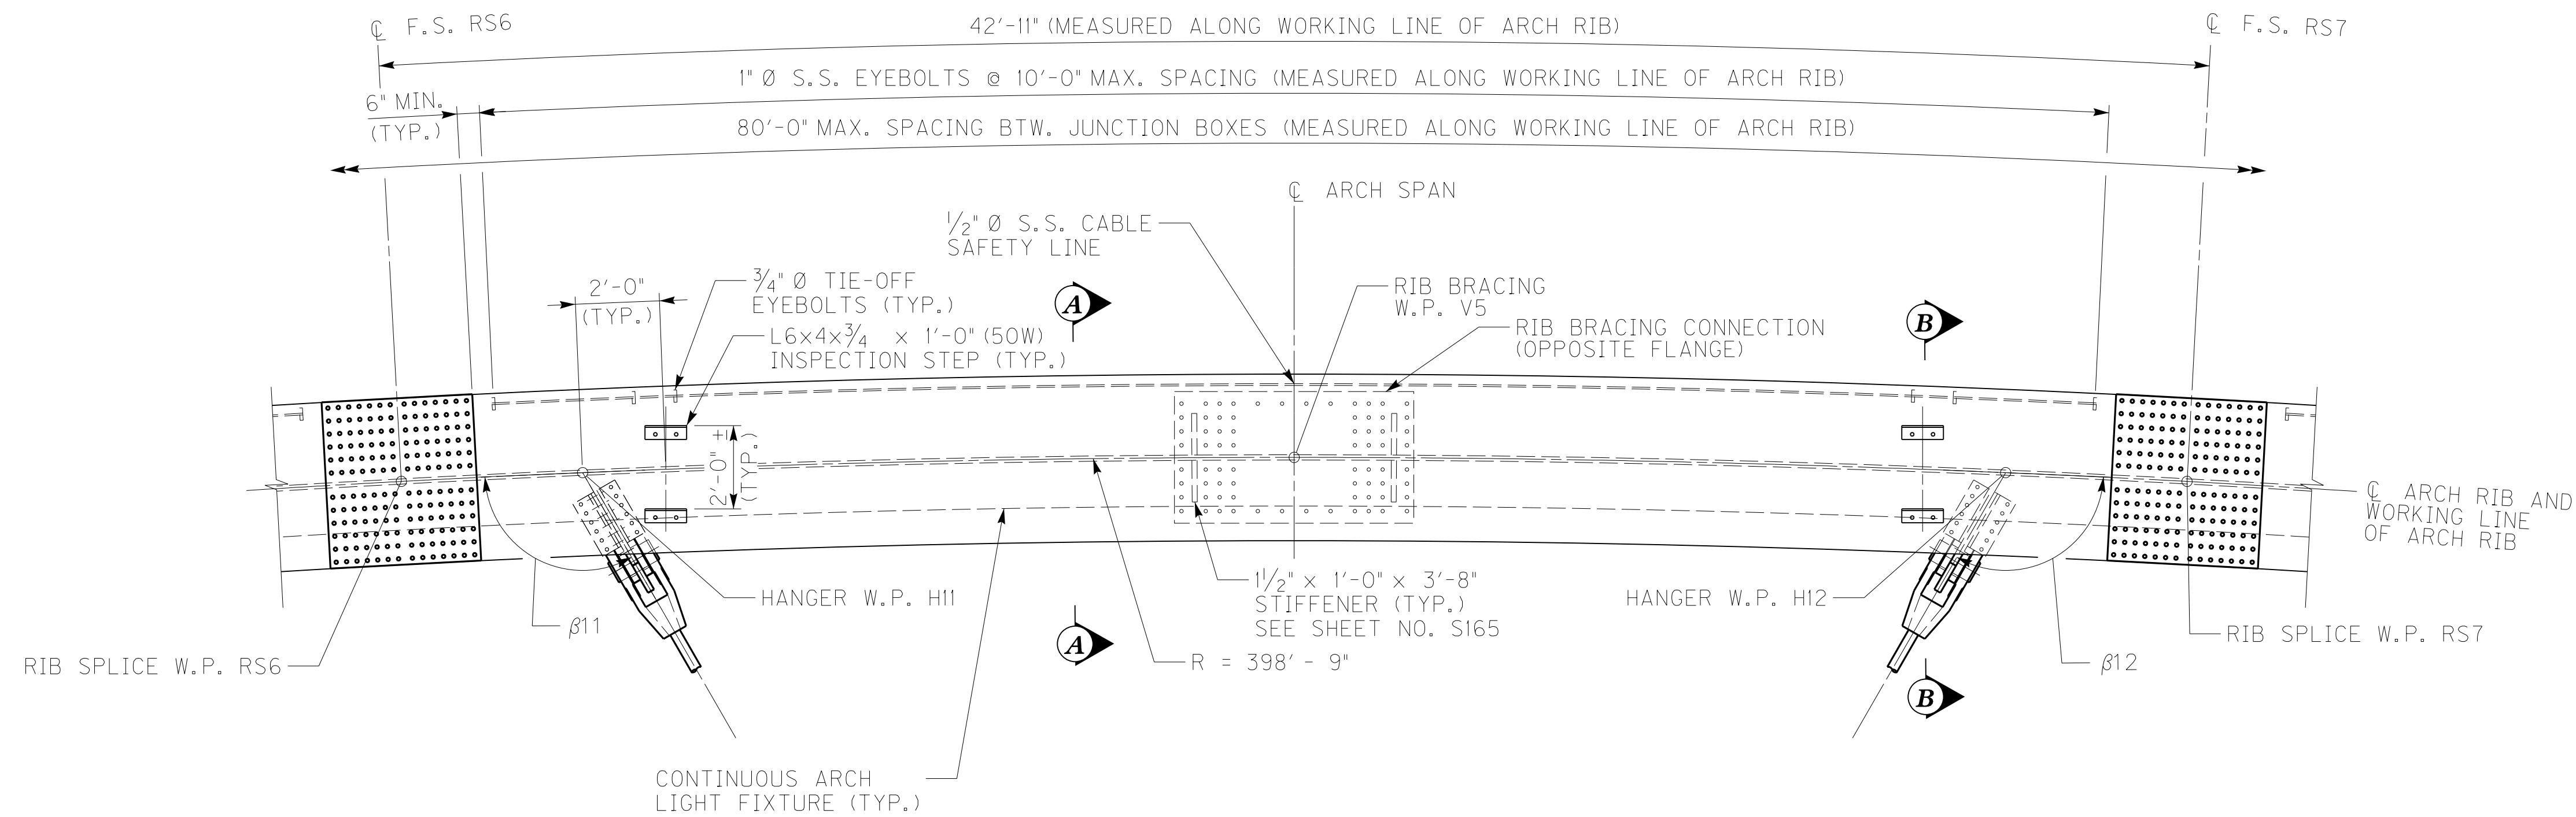 ℄ F.S. RS6
42'-11" (MEASURED ALONG WORKING LINE OF ARCH RIB)
℄ F.S. RS7
1" Ø S.S. EYEBOLTS @ 10'-0" MAX. SPACING (MEASURED ALONG WORKING LINE OF ARCH RIB)
6" MIN.
(TYP.)
80'-0" MAX. SPACING BTW. JUNCTION BOXES (MEASURED ALONG WORKING LINE OF ARCH RIB)
℄ ARCH SPAN
1/2" Ø S.S. CABLE
SAFETY LINE
3/4" Ø TIE-OFF
EYEBOLTS (TYP.)
2'-0"
(TYP.)
A
RIB BRACING
W.P. V5
B
RIB BRACING CONNECTION
(OPPOSITE FLANGE)
L6x4x3/4 x 1'-0" (50W)
INSPECTION STEP (TYP.)
2'-0" ±
(TYP.)
℄ ARCH RIB AND
WORKING LINE
OF ARCH RIB
HANGER W.P. H11
1 1/2" x 1'-0" x 3'-8"
STIFFENER (TYP.)
SEE SHEET NO. S165
HANGER W.P. H12
β11
A
RIB SPLICE W.P. RS6
R = 398' - 9"
RIB SPLICE W.P. RS7
β12
B
CONTINUOUS ARCH
LIGHT FIXTURE (TYP.)